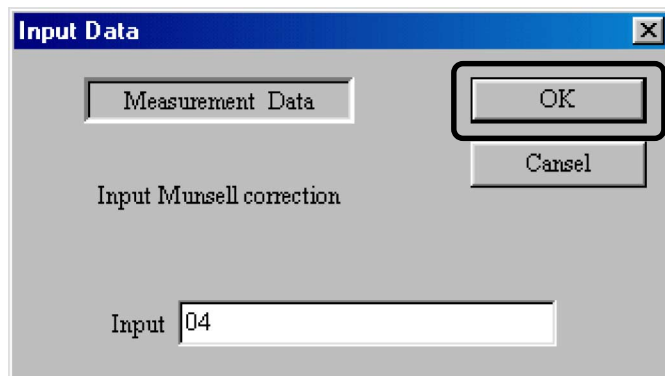 Input Data
Measurement Data
OK
Cansel
Input Munsell correction
Input 04